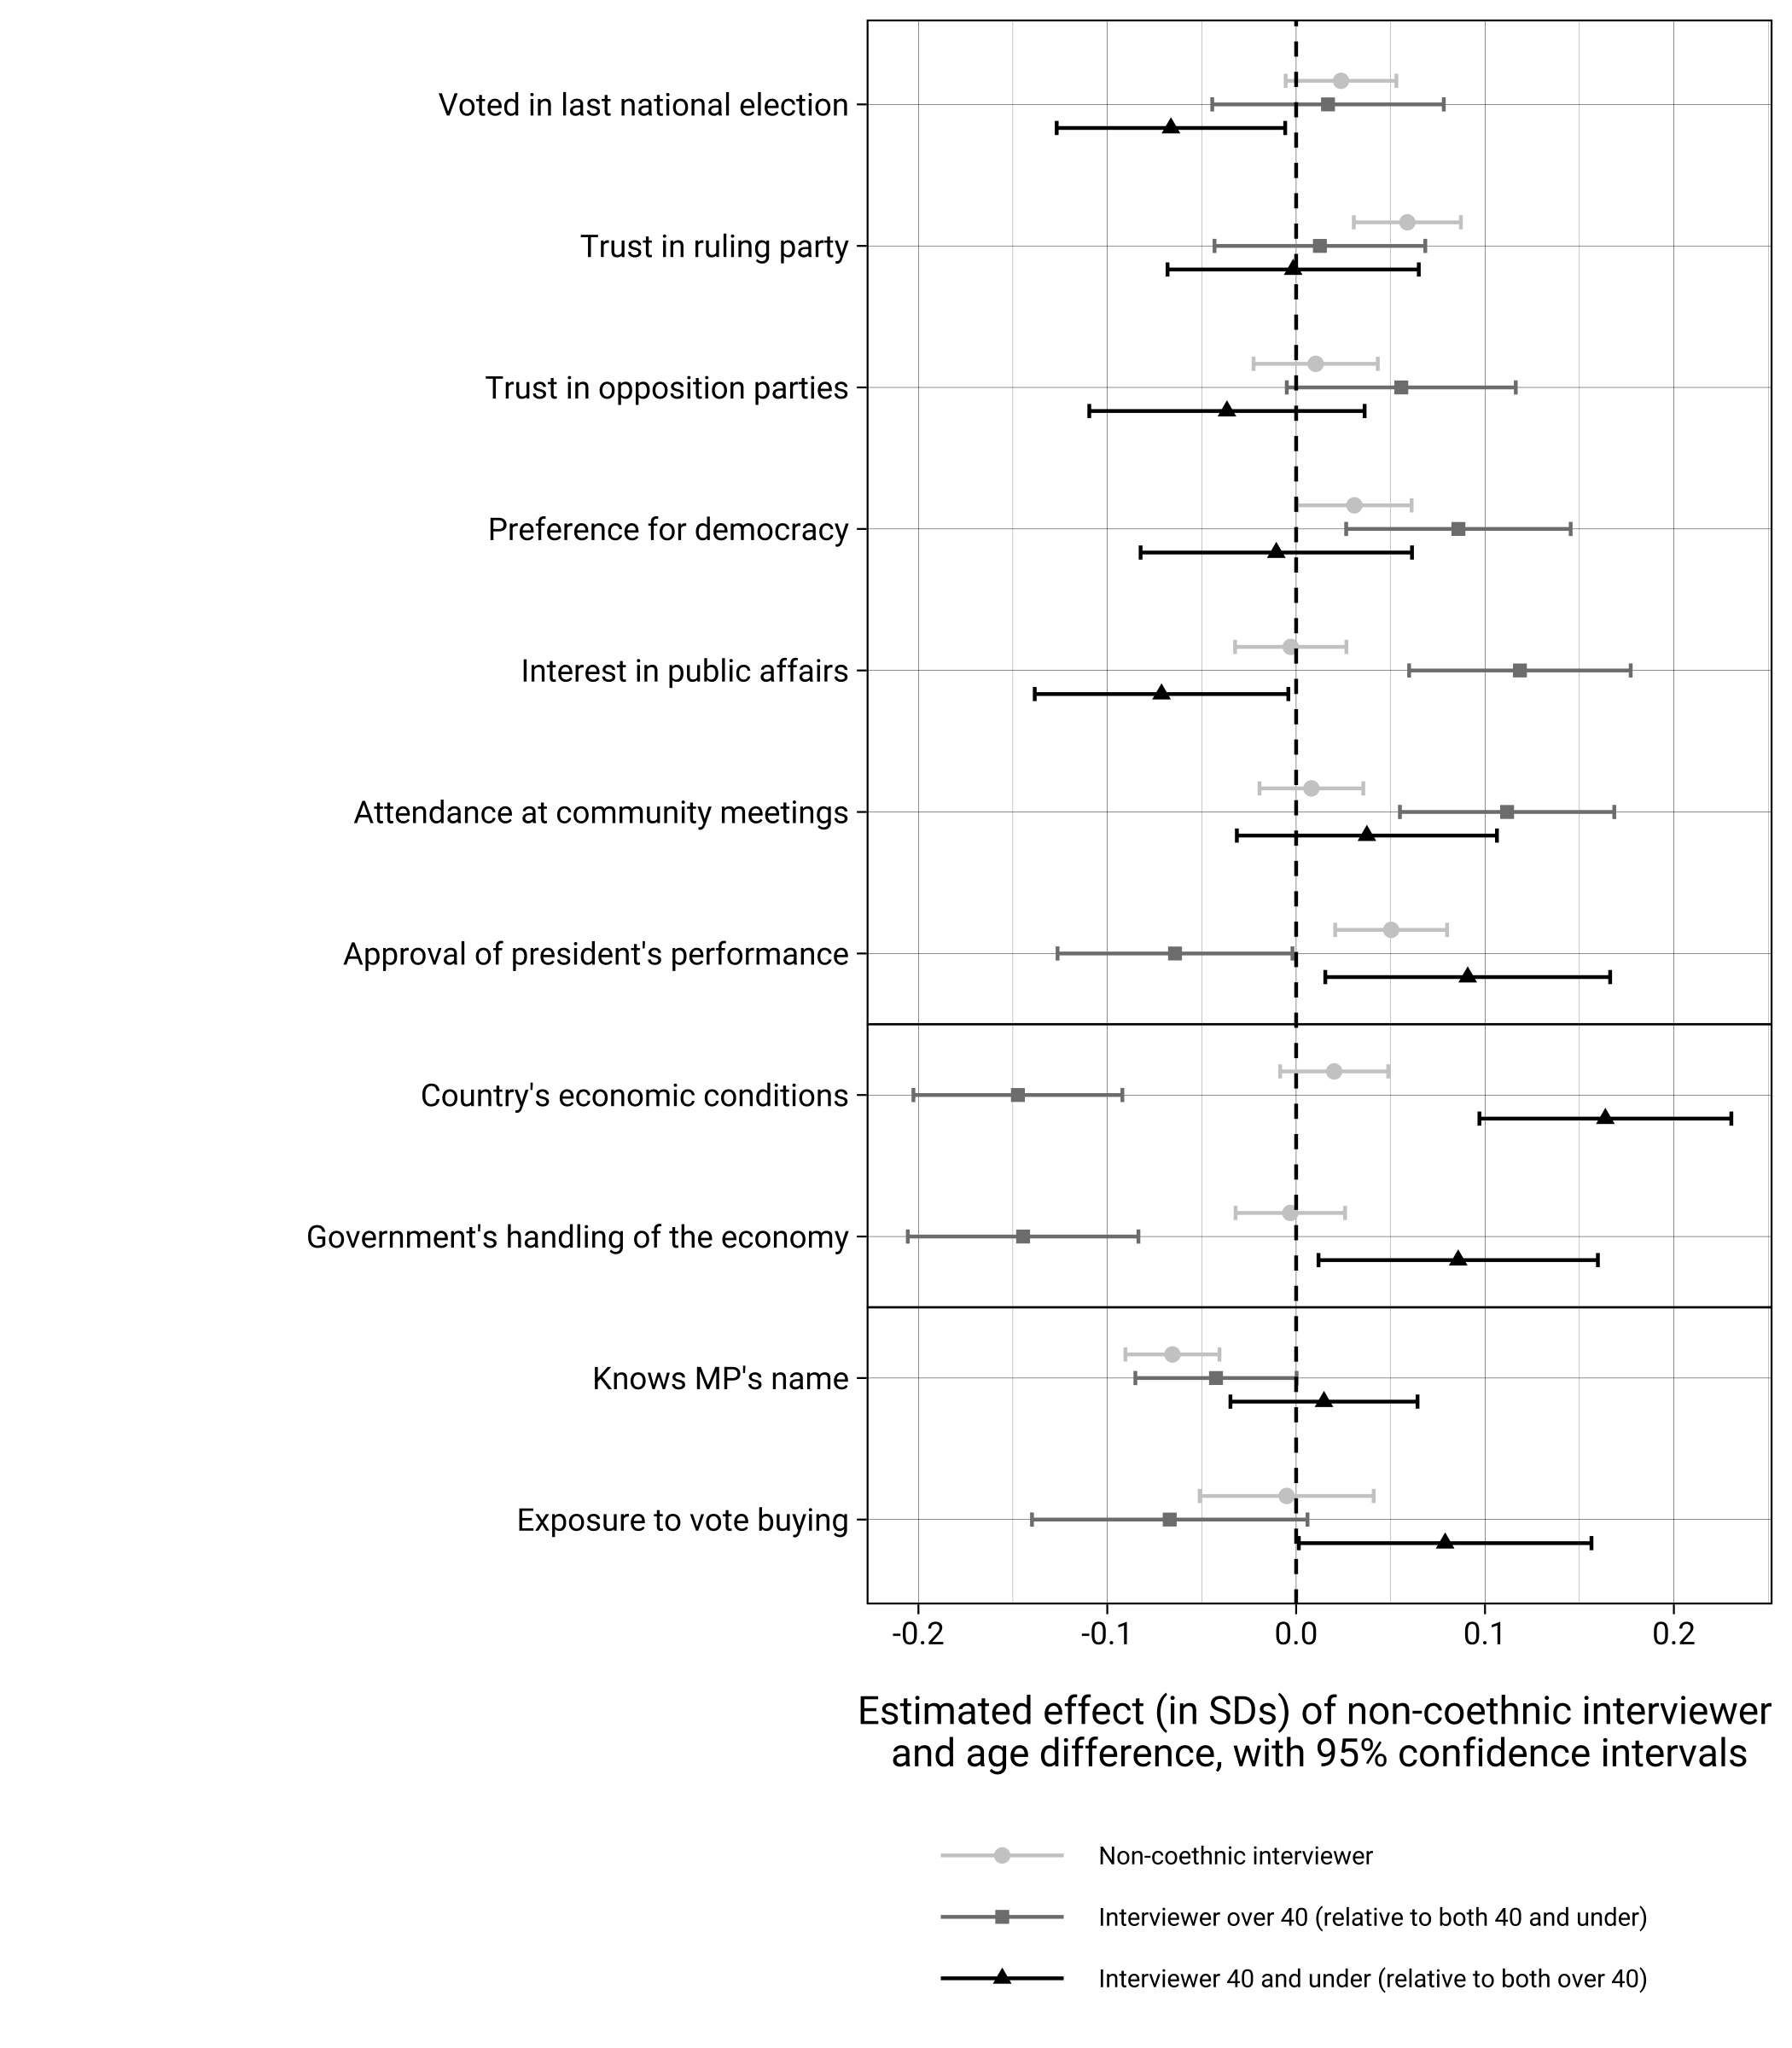 Voted in last national election
Trust in ruling party
Trust in opposition parties
Preference for democracy
Interest in public affairs
Attendance at community meetings
Approval of president's performance
Country's economic conditions
Government's handling of the economy
Knows MP's name
Exposure to vote buying
-0.2 -0.1 0.0 0.1 0.2
Estimated effect (in SDs) of non-coethnic interviewer
and age difference, with 95% confidence intervals
Non-coethnic interviewer
Interviewer over 40 (relative to both 40 and under)
Interviewer 40 and under (relative to both over 40)